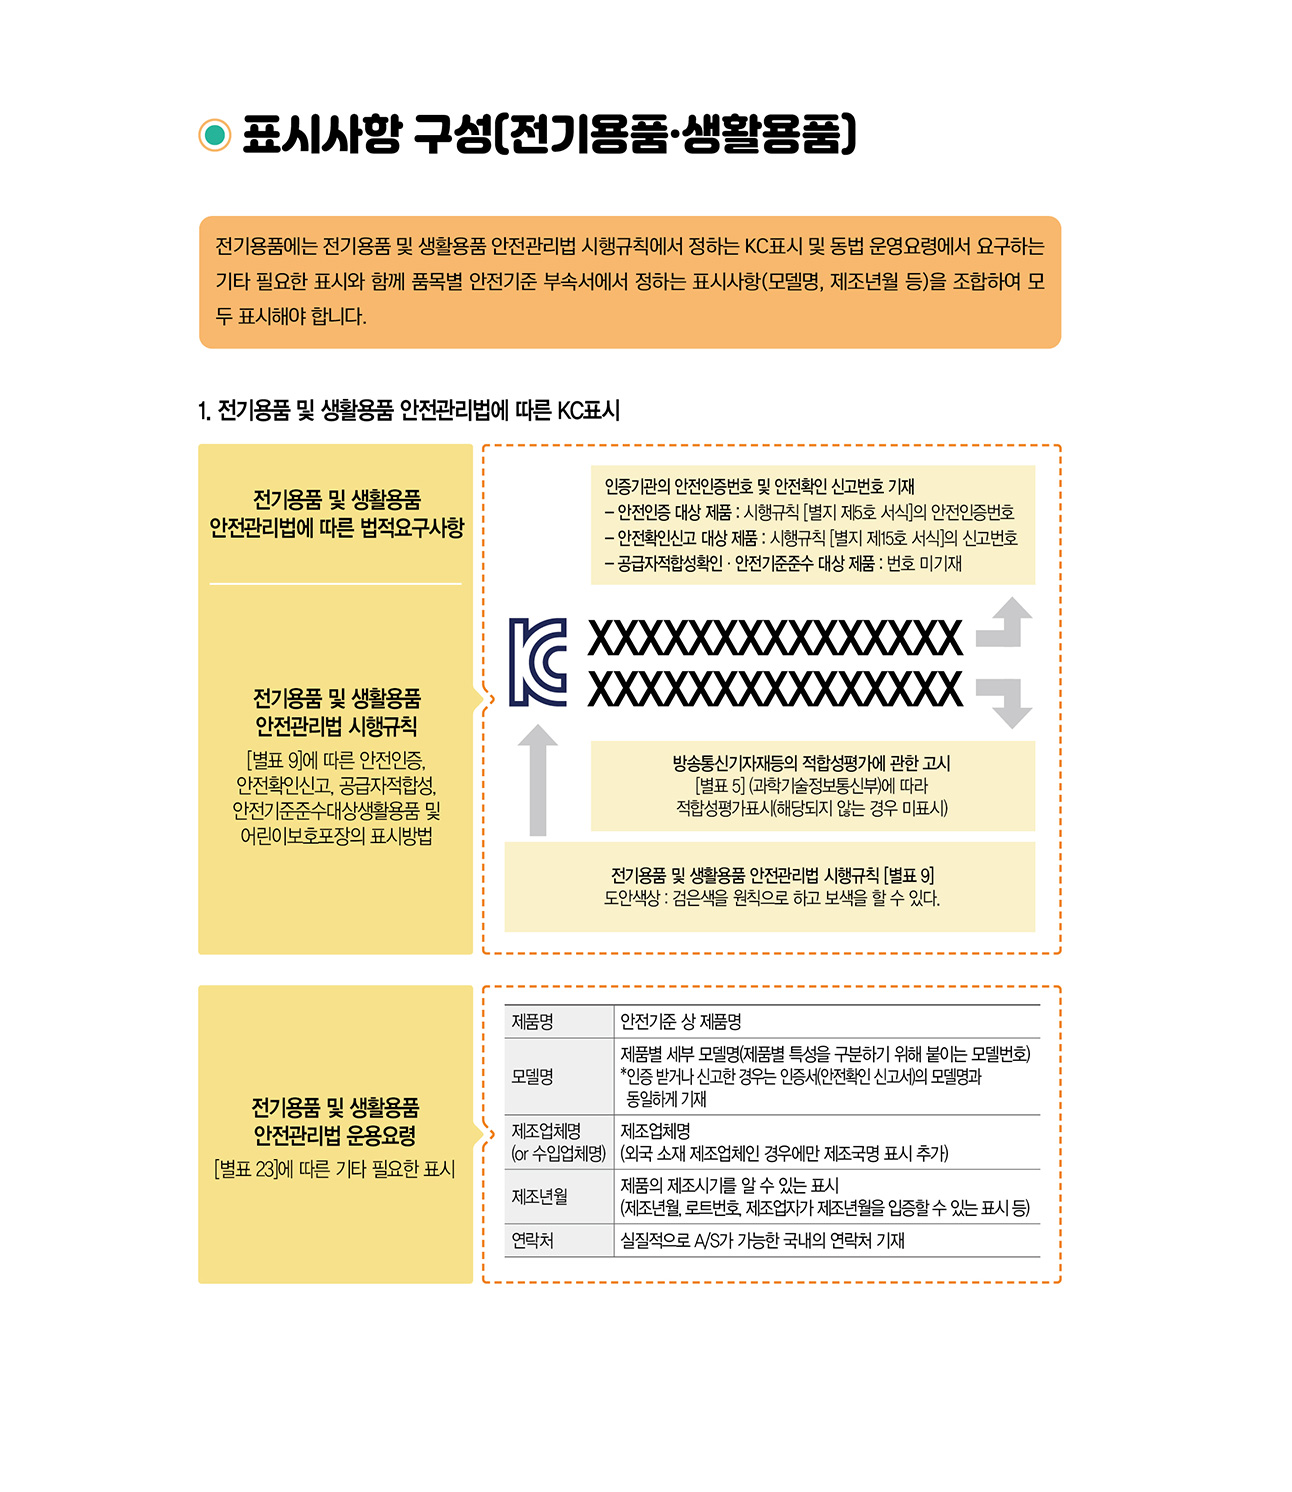 표시사항 구성(전기용품·생활용품)
전기용품에는 전기용품 및 생활용품 안전관리법 시행규칙에서 정하는 KC표시 및 동법 운영요령에서 요구하는
기타 필요한 표시와 함께 품목별 안전기준 부속서에서 정하는 표시사항(모델명, 제조년월 등)을 조합하여 모
두 표시해야 합니다.
1. 전기용품 및 생활용품 안전관리법에 따른 KC표시
전기용품 및 생활용품
안전관리법에 따른 법적요구사항
전기용품 및 생활용품
안전관리법 시행규칙
[별표 9]에 따른 안전인증,
안전확인신고, 공급자적합성,
안전기준준수대상생활용품 및
어린이보호포장의 표시방법
인증기관의 안전인증번호 및 안전확인 신고번호 기재
– 안전인증 대상 제품 : 시행규칙 [별지 제5호 서식]의 안전인증번호
– 안전확인신고 대상 제품 : 시행규칙 [별지 제15호 서식]의 신고번호
– 공급자적합성확인 · 안전기준준수 대상 제품 : 번호 미기재
KC
XXXXXXXXXXXXXXX
XXXXXXXXXXXXXXX
방송통신기자재등의 적합성평가에 관한 고시
[별표 5] (과학기술정보통신부)에 따라
적합성평가표시(해당되지 않는 경우 미표시)
전기용품 및 생활용품 안전관리법 시행규칙 [별표 9]
도안색상 : 검은색을 원칙으로 하고 보색을 할 수 있다.
전기용품 및 생활용품
안전관리법 운용요령
[별표 23]에 따른 기타 필요한 표시
제품명 안전기준 상 제품명
모델명 제품별 세부 모델명(제품별 특성을 구분하기 위해 붙이는 모델번호)
*인증 받거나 신고한 경우는 인증서(안전확인 신고서)의 모델명과
동일하게 기재
제조업체명 제조업체명
(or 수입업체명) (외국 소재 제조업체인 경우에만 제조국명 표시 추가)
제조년월 제품의 제조시기를 알 수 있는 표시
(제조년월, 로트번호, 제조업자가 제조년월을 입증할 수 있는 표시 등)
연락처 실질적으로 A/S가 가능한 국내의 연락처 기재